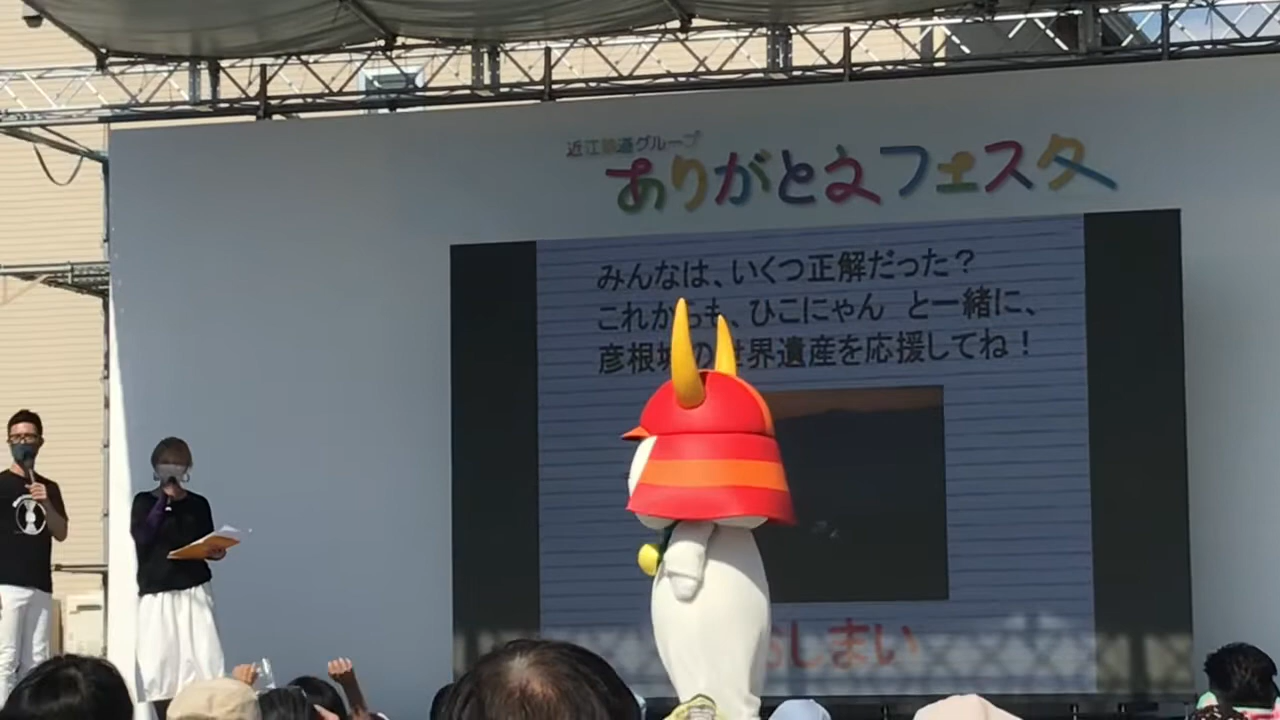 近江鉄道グループ
ありがとうフェスタ
みんなは、いくつ正解だった？
これからも、ひこにゃん と一緒に、
彦根城の世界遺産を応援してね！
おしまい